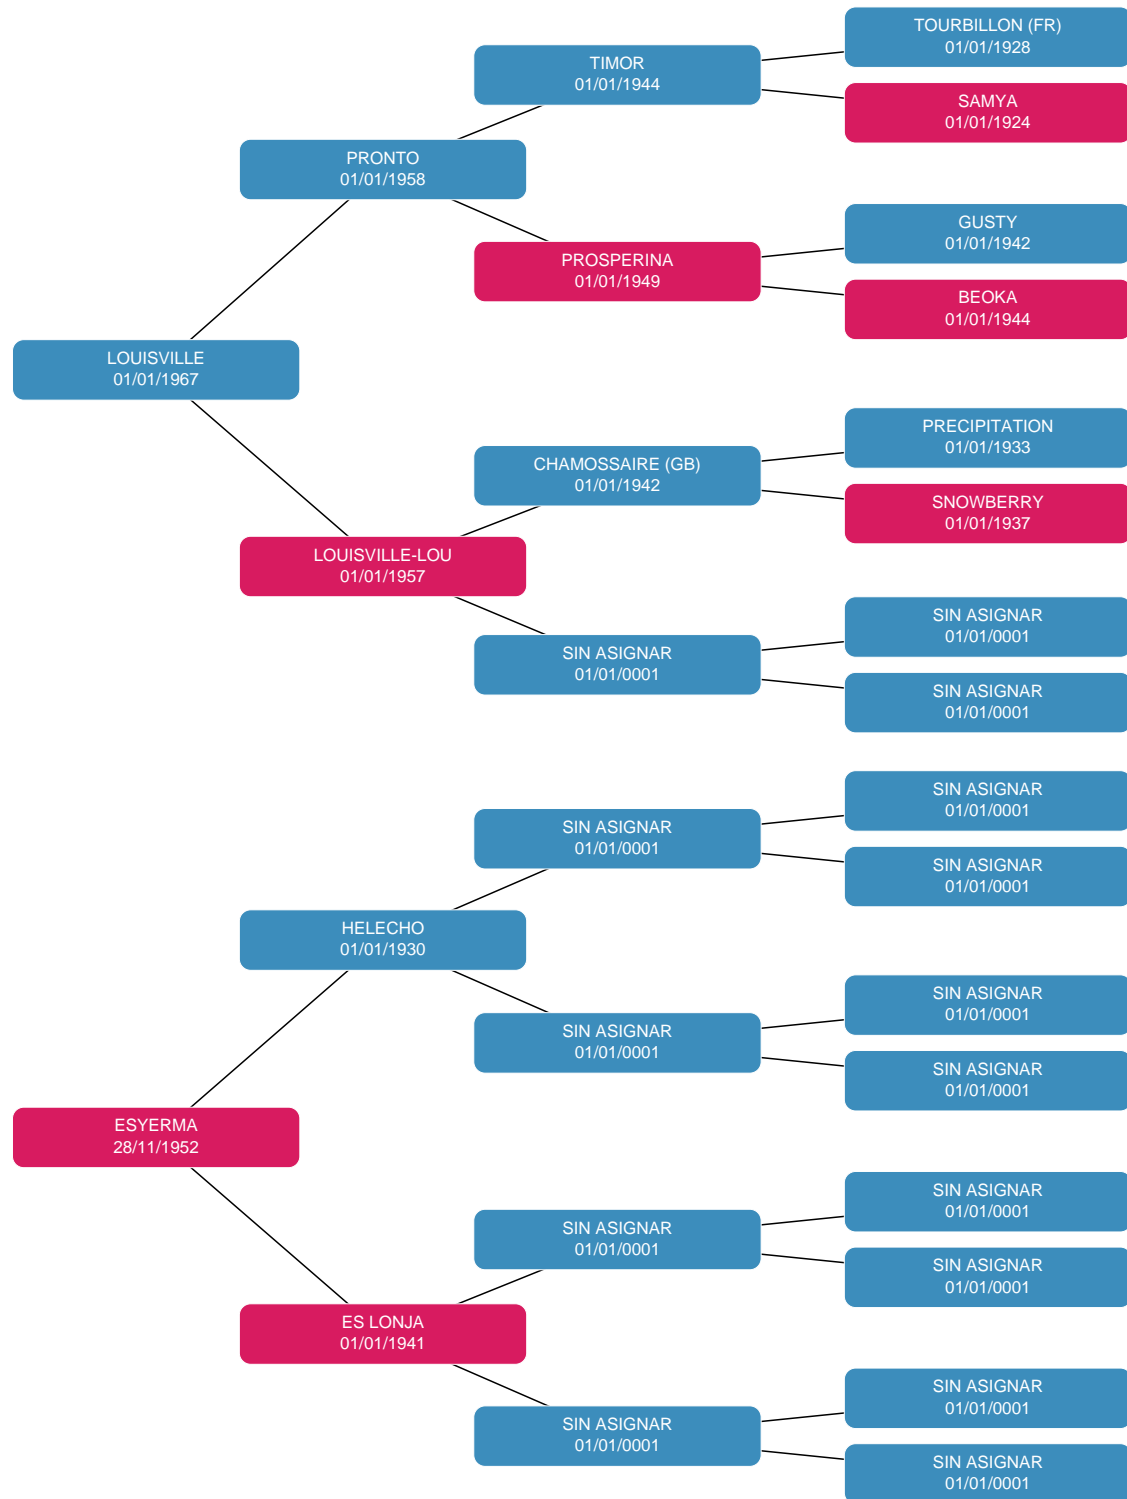 TOURBILLON (FR)
01/01/1928
TIMOR
01/01/1944
SAMYA
01/01/1924
PRONTO
01/01/1958
GUSTY
01/01/1942
PROSPERINA
01/01/1949
BEOKA
01/01/1944
LOUISVILLE
01/01/1967
PRECIPITATION
01/01/1933
CHAMOSSAIRE (GB)
01/01/1942
SNOWBERRY
01/01/1937
LOUISVILLE-LOU
01/01/1957
SIN ASIGNAR
01/01/0001
SIN ASIGNAR
01/01/0001
SIN ASIGNAR
01/01/0001
SIN ASIGNAR
01/01/0001
SIN ASIGNAR
01/01/0001
SIN ASIGNAR
01/01/0001
HELECHO
01/01/1930
SIN ASIGNAR
01/01/0001
SIN ASIGNAR
01/01/0001
SIN ASIGNAR
01/01/0001
ESYERMA
28/11/1952
SIN ASIGNAR
01/01/0001
SIN ASIGNAR
01/01/0001
SIN ASIGNAR
01/01/0001
ES LONJA
01/01/1941
SIN ASIGNAR
01/01/0001
SIN ASIGNAR
01/01/0001
SIN ASIGNAR
01/01/0001